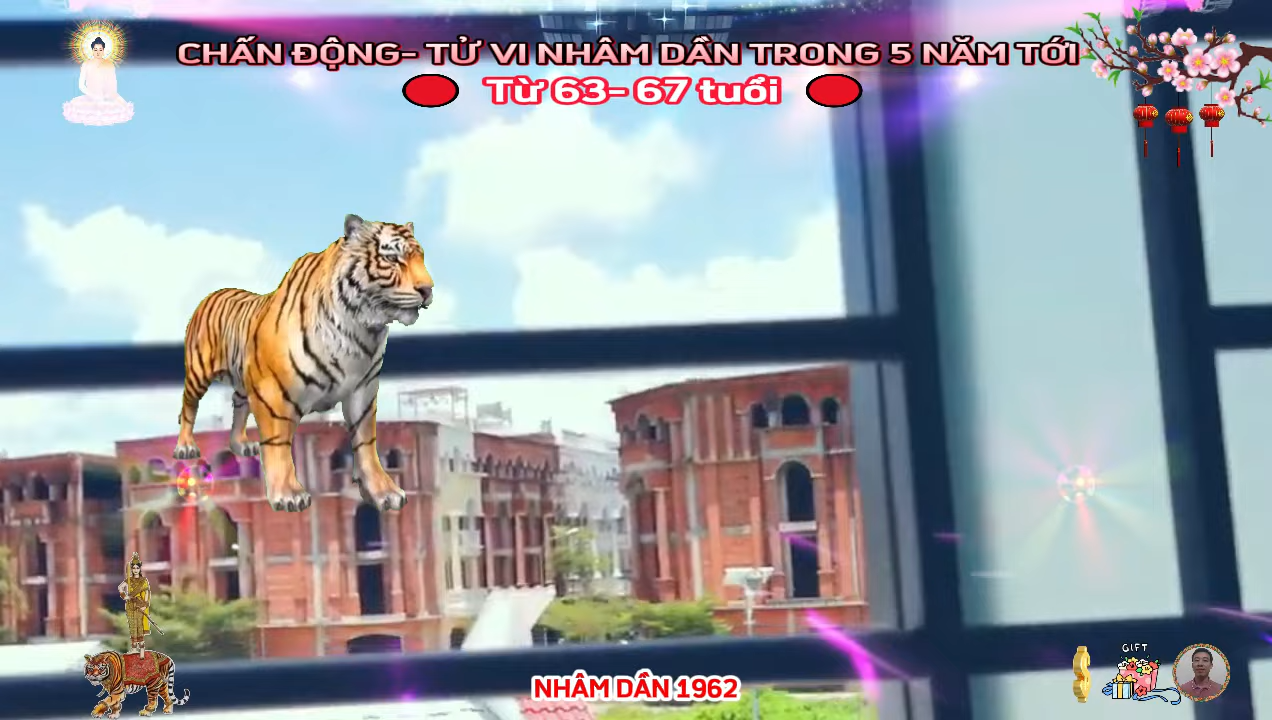 CHẤN ĐỘNG- TỬ VI NHÂM DẦN TRONG 5 NĂM TỚI
Từ 63- 67 tuổi
NHÂM DẦN 1962
GIFT